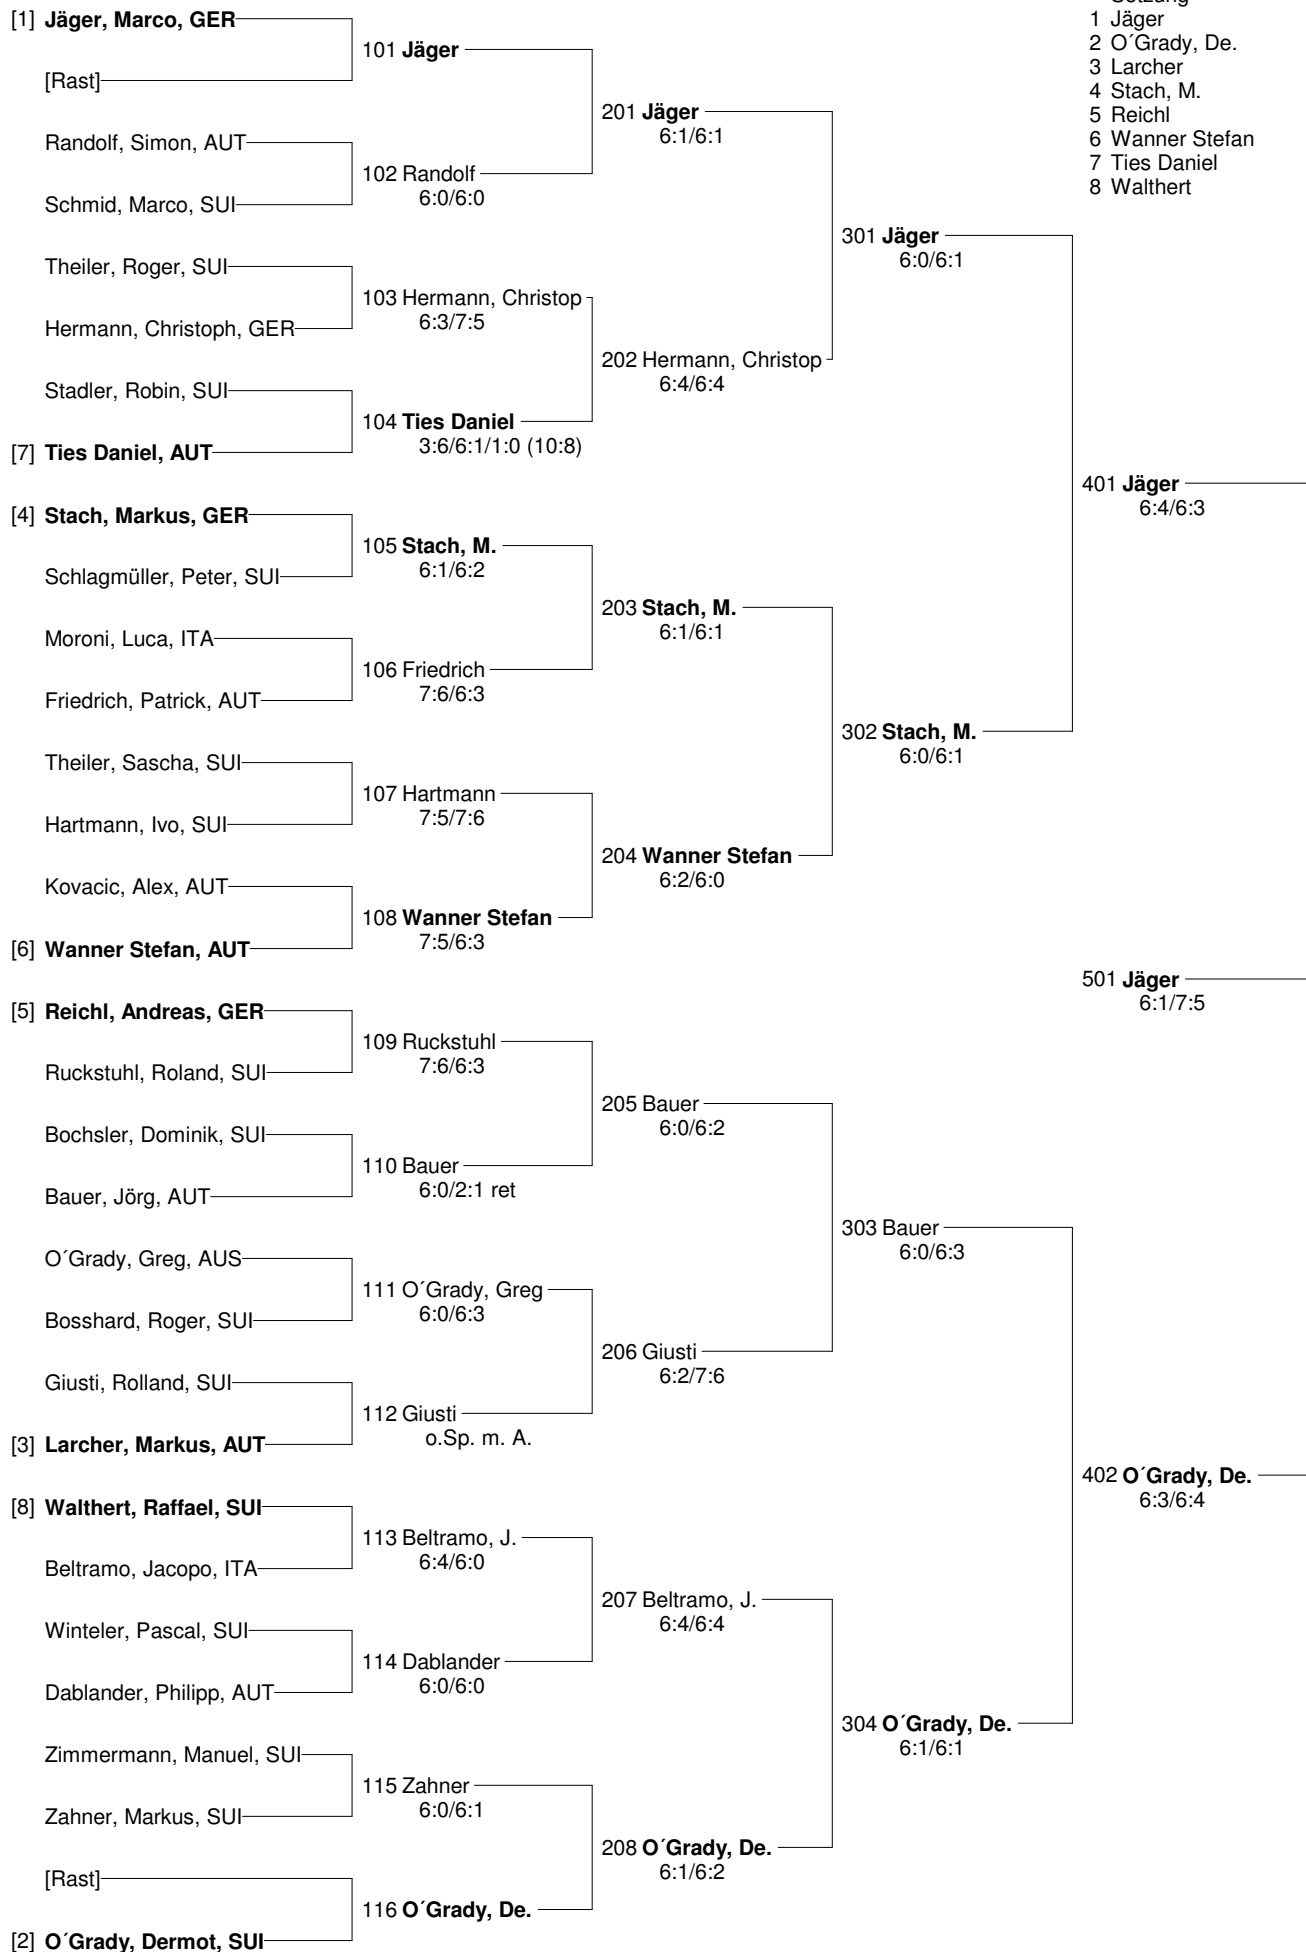 [1] Jäger, Marco, GER
[Rast]
Randolf, Simon, AUT
Schmid, Marco, SUI
Theiler, Roger, SUI
Hermann, Christoph, GER
Stadler, Robin, SUI
[7] Ties Daniel, AUT
[4] Stach, Markus, GER
Schlagmüller, Peter, SUI
Moroni, Luca, ITA
Friedrich, Patrick, AUT
Theiler, Sascha, SUI
Hartmann, Ivo, SUI
Kovacic, Alex, AUT
[6] Wanner Stefan, AUT
[5] Reichl, Andreas, GER
Ruckstuhl, Roland, SUI
Bochsler, Dominik, SUI
Bauer, Jörg, AUT
O´Grady, Greg, AUS
Bosshard, Roger, SUI
Giusti, Rolland, SUI
[3] Larcher, Markus, AUT
[8] Walthert, Raffael, SUI
Beltramo, Jacopo, ITA
Winteler, Pascal, SUI
Dablander, Philipp, AUT
Zimmermann, Manuel, SUI
Zahner, Markus, SUI
[Rast]
[2] O´Grady, Dermot, SUI
101 Jäger
102 Randolf
6:0/6:0
103 Hermann, Christop
6:3/7:5
104 Ties Daniel
3:6/6:1/1:0 (10:8)
105 Stach, M.
6:1/6:2
106 Friedrich
7:6/6:3
107 Hartmann
7:5/7:6
108 Wanner Stefan
7:5/6:3
109 Ruckstuhl
7:6/6:3
110 Bauer
6:0/2:1 ret
111 O´Grady, Greg
6:0/6:3
112 Giusti
o.Sp. m. A.
113 Beltramo, J.
6:4/6:0
114 Dablander
6:0/6:0
115 Zahner
6:0/6:1
116 O´Grady, De.
201 Jäger
6:1/6:1
202 Hermann, Christop
6:4/6:4
203 Stach, M.
6:1/6:1
204 Wanner Stefan
6:2/6:0
205 Bauer
6:0/6:2
206 Giusti
6:2/7:6
207 Beltramo, J.
6:4/6:4
208 O´Grady, De.
6:1/6:2
301 Jäger
6:0/6:1
302 Stach, M.
6:0/6:1
303 Bauer
6:0/6:3
304 O´Grady, De.
6:1/6:1
401 Jäger
6:4/6:3
402 O´Grady, De.
6:3/6:4
501 Jäger
6:1/7:5
1 Jäger
2 O´Grady, De.
3 Larcher
4 Stach, M.
5 Reichl
6 Wanner Stefan
7 Ties Daniel
8 Walthert